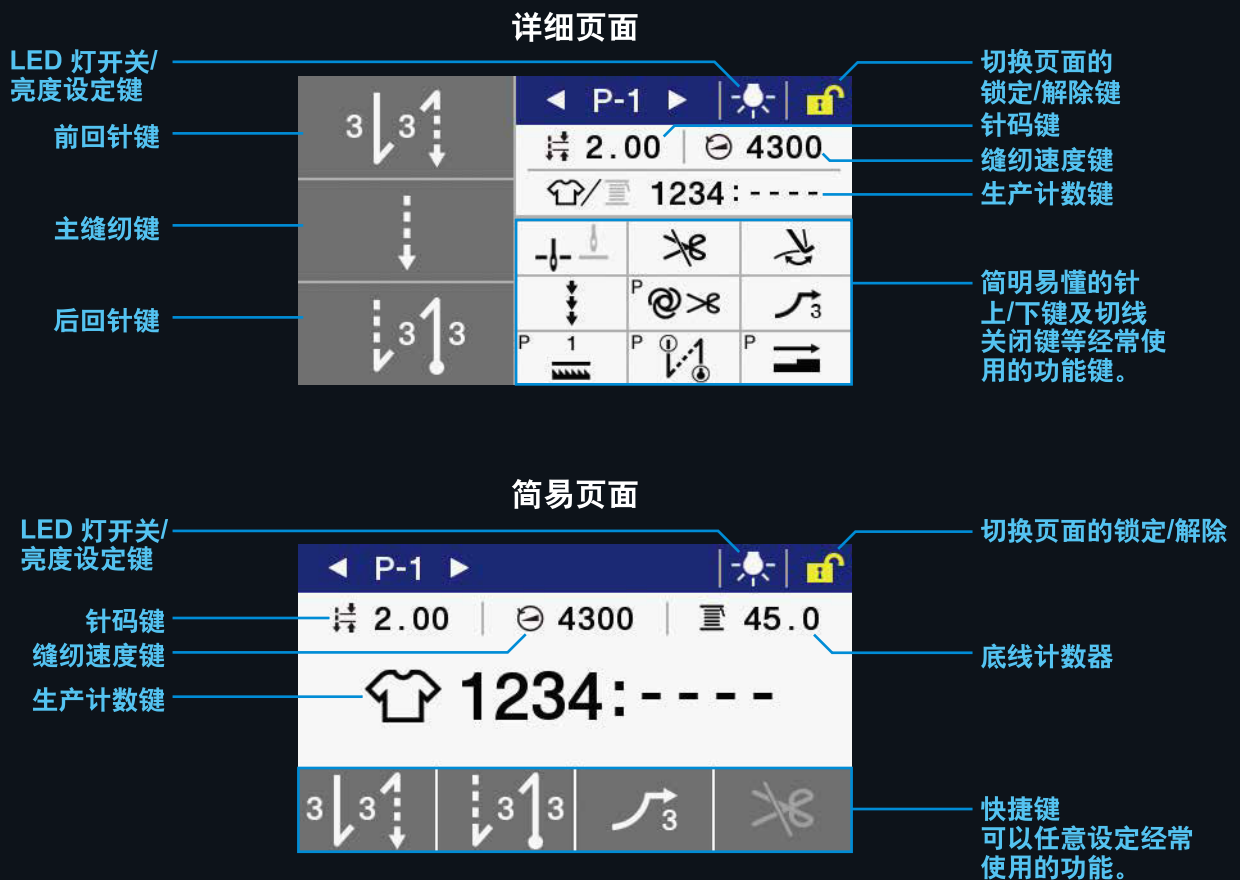 详细页面
LED 灯开关/
亮度设定键
前回针键
主缝纫键
后回针键
3 3
3 3
P-1
2.00 4300
1234:----
P
3
P 1 P P
切换页面的
锁定/解除键
针码键
缝纫速度键
生产计数键
简明易懂的针
上/下键及切线
关闭键等经常使
用的功能键。
简易页面
LED 灯开关/
亮度设定键
针码键
缝纫速度键
生产计数键
P-1
2.00 4300 45.0
1234:----
3 3 3 3 3
切换页面的锁定/解除
底线计数器
快捷键
可以任意设定经常
使用的功能。